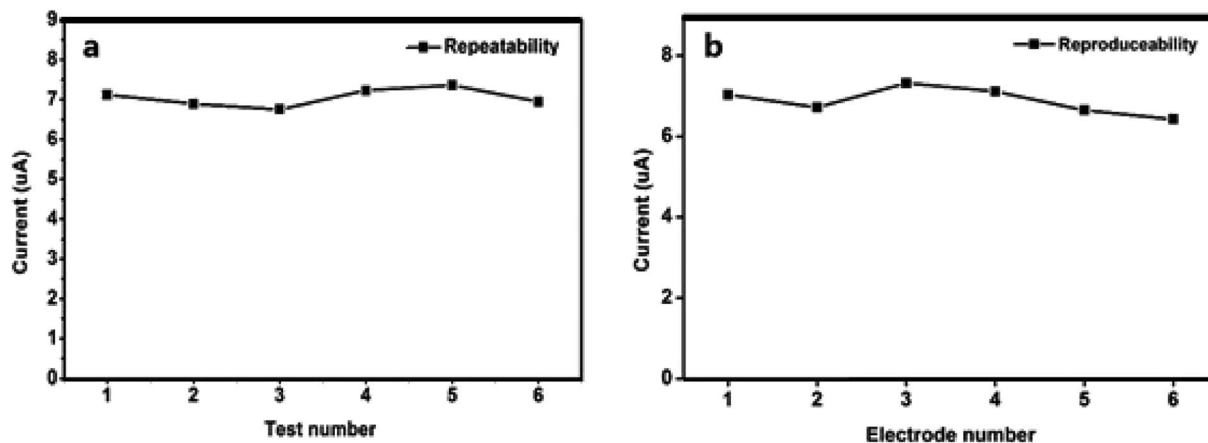 a
Repeatability
9
8
7
6
5
4
3
2
1
0
Current (uA)
1 2 3 4 5 6
Test number
b
Reproduceability
8
6
4
2
0
Current (uA)
1 2 3 4 5 6
Electrode number